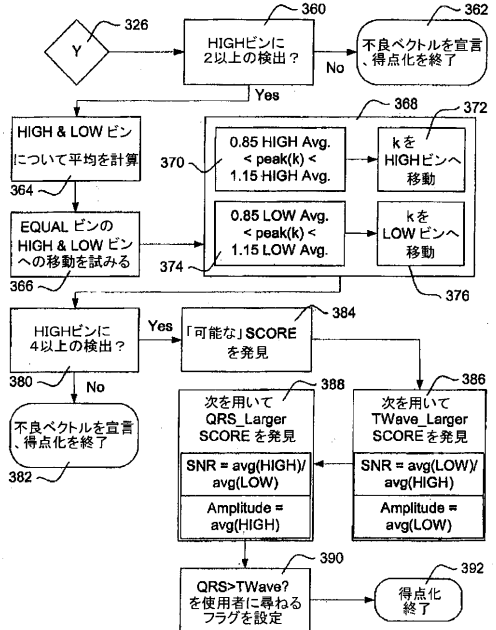 326
Y
360
HIGHビンに
2以上の検出?
No
362
不良ベクトルを宣言
、得点化を終了
Yes
HIGH & LOW ビン
について平均を計算
364
368
370
0.85 HIGH Avg.
< peak(k) <
1.15 HIGH Avg.
372
kを
HIGHビンへ
移動
EQUAL ビンの
HIGH & LOW ビン
への移動を試みる
366
374
0.85 LOW Avg.
< peak(k) <
1.15 LOW Avg.
kを
LOWビンへ
移動
376
HIGHビンに
4以上の検出?
380
Yes
384
「可能な」SCORE
を発見
No
不良ベクトルを宣言
、得点化を終了
382
386
次を用いて
TWave_Larger
SCOREを発見
SNR = avg(LOW)/
avg(HIGH)
Amplitude =
avg(LOW)
388
次を用いて
QRS_Larger
SCOREを発見
SNR = avg(HIGH)/
avg(LOW)
Amplitude =
avg(HIGH)
390
QRS>TWave?
を使用者に尋ねる
フラグを設定
392
得点化
終了